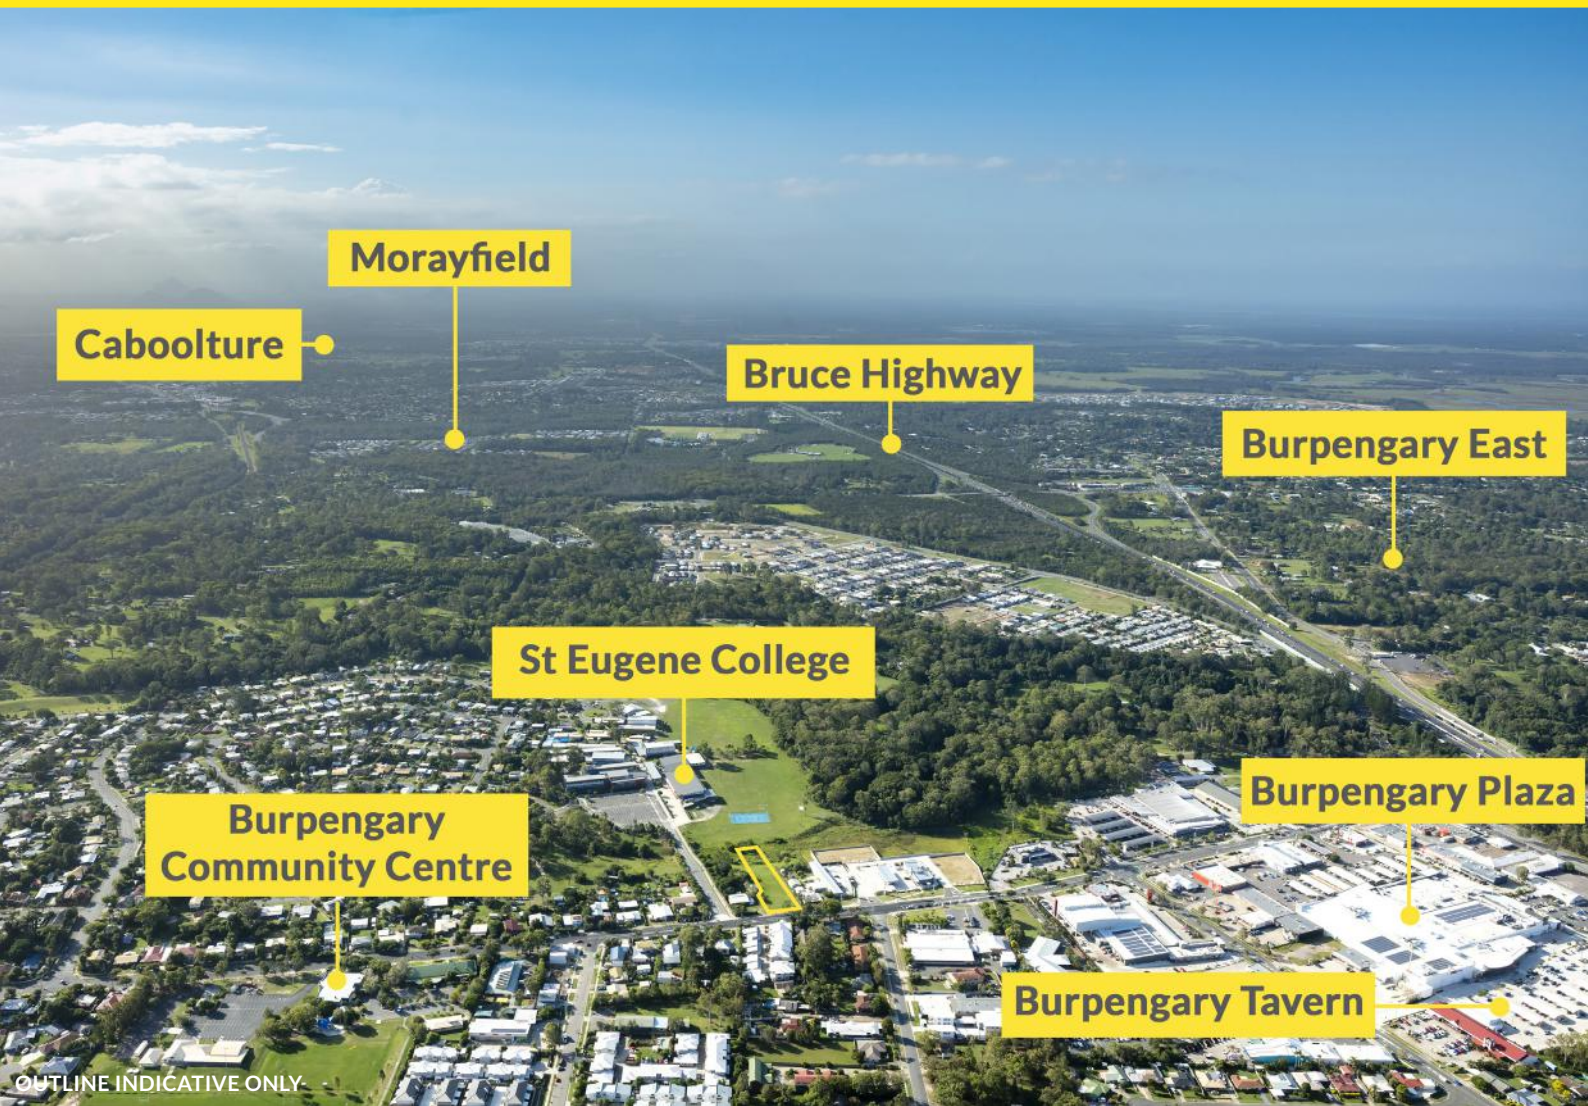 Morayfield
Caboolture
Bruce Highway
Burpengary East
St Eugene College
Burpengary Plaza
Burpengary
Community Centre
Burpengary Tavern
OUTLINE INDICATIVE ONLY